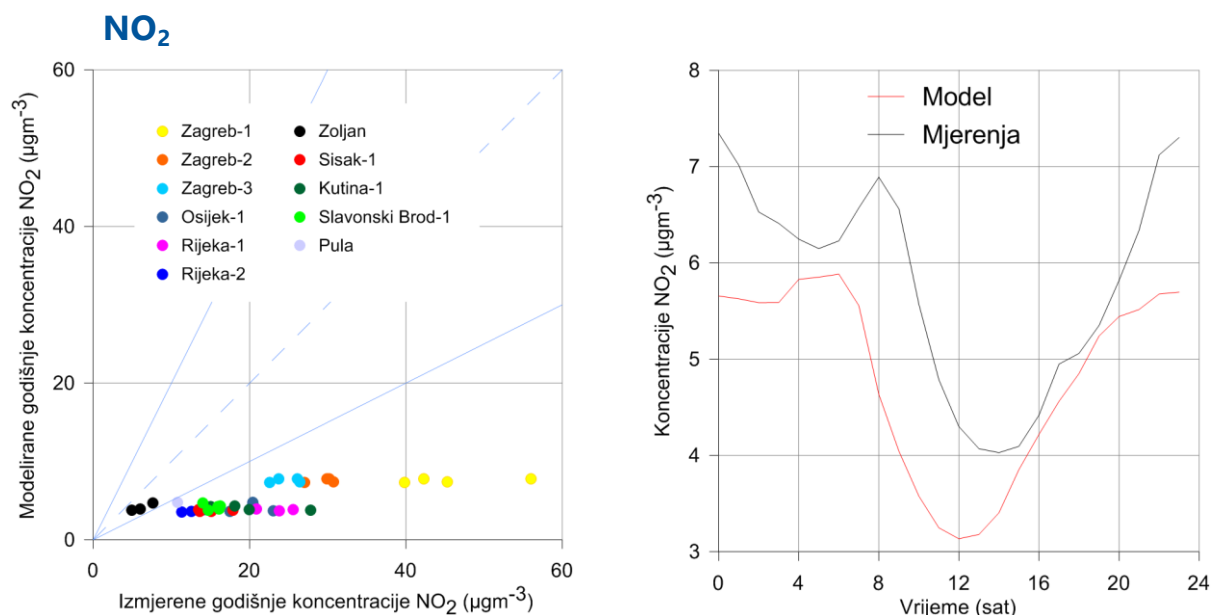 NO₂
Modelirane godišnje koncentracije NO₂ (µgm⁻³)
60
40
20
0
Zagreb-1
Zagreb-2
Zagreb-3
Osijek-1
Rijeka-1
Rijeka-2
Zoljan
Sisak-1
Kutina-1
Slavonski Brod-1
Pula
0 20 40 60
Izmjerene godišnje koncentracije NO₂ (µgm⁻³)
Koncentracije NO₂ (µgm⁻³)
8
7
6
5
4
3
Model
Mjerenja
0 4 8 12 16 20 24
Vrijeme (sat)